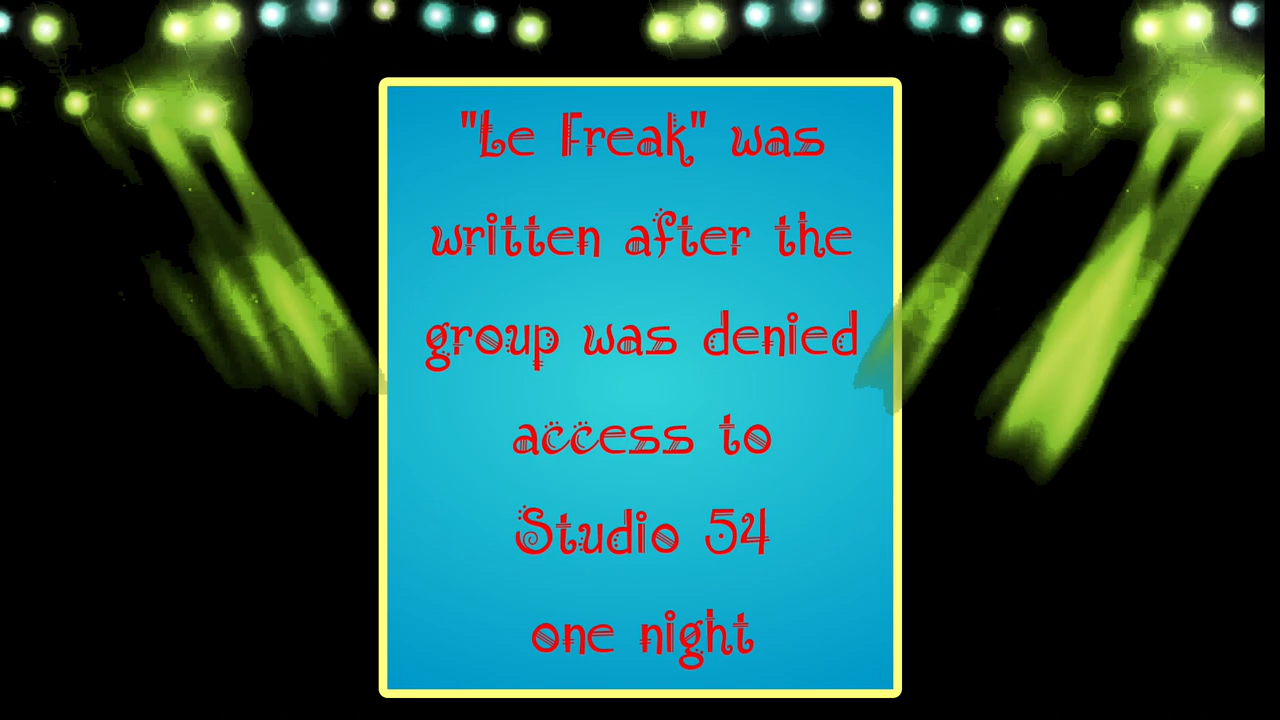 "Le Freak" was
written after the
group was denied
access to
Studio 54
one night